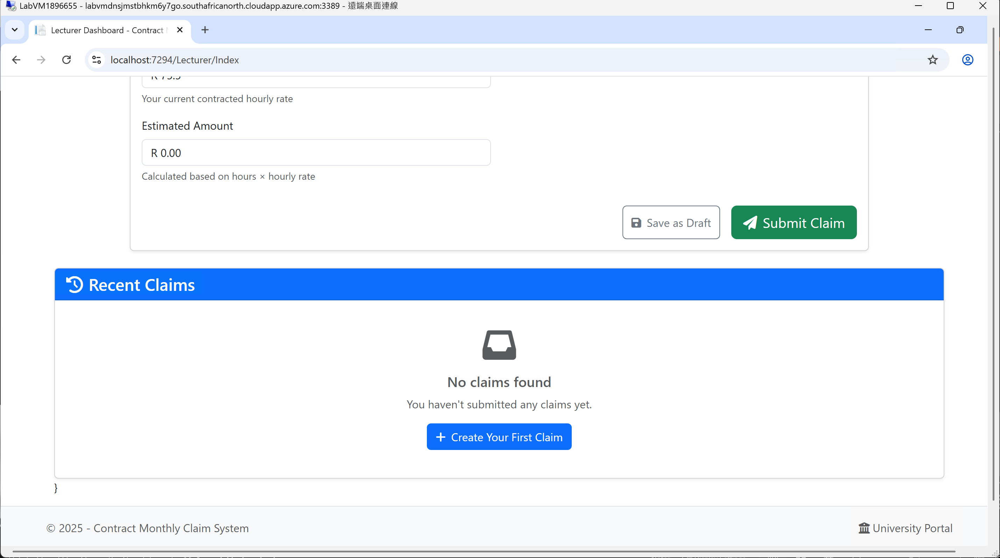 LabVM1896655 - labvmdnsjmstbhkm6y7go.southafricanorth.cloudapp.azure.com:3389 - 遠端桌面連線
Lecturer Dashboard - Contract
localhost:7294/Lecturer/Index
R 75.5
Your current contracted hourly rate
Estimated Amount
R 0.00
Calculated based on hours × hourly rate
Save as Draft
Submit Claim
Recent Claims
No claims found
You haven't submitted any claims yet.
+ Create Your First Claim
}
© 2025 - Contract Monthly Claim System
University Portal